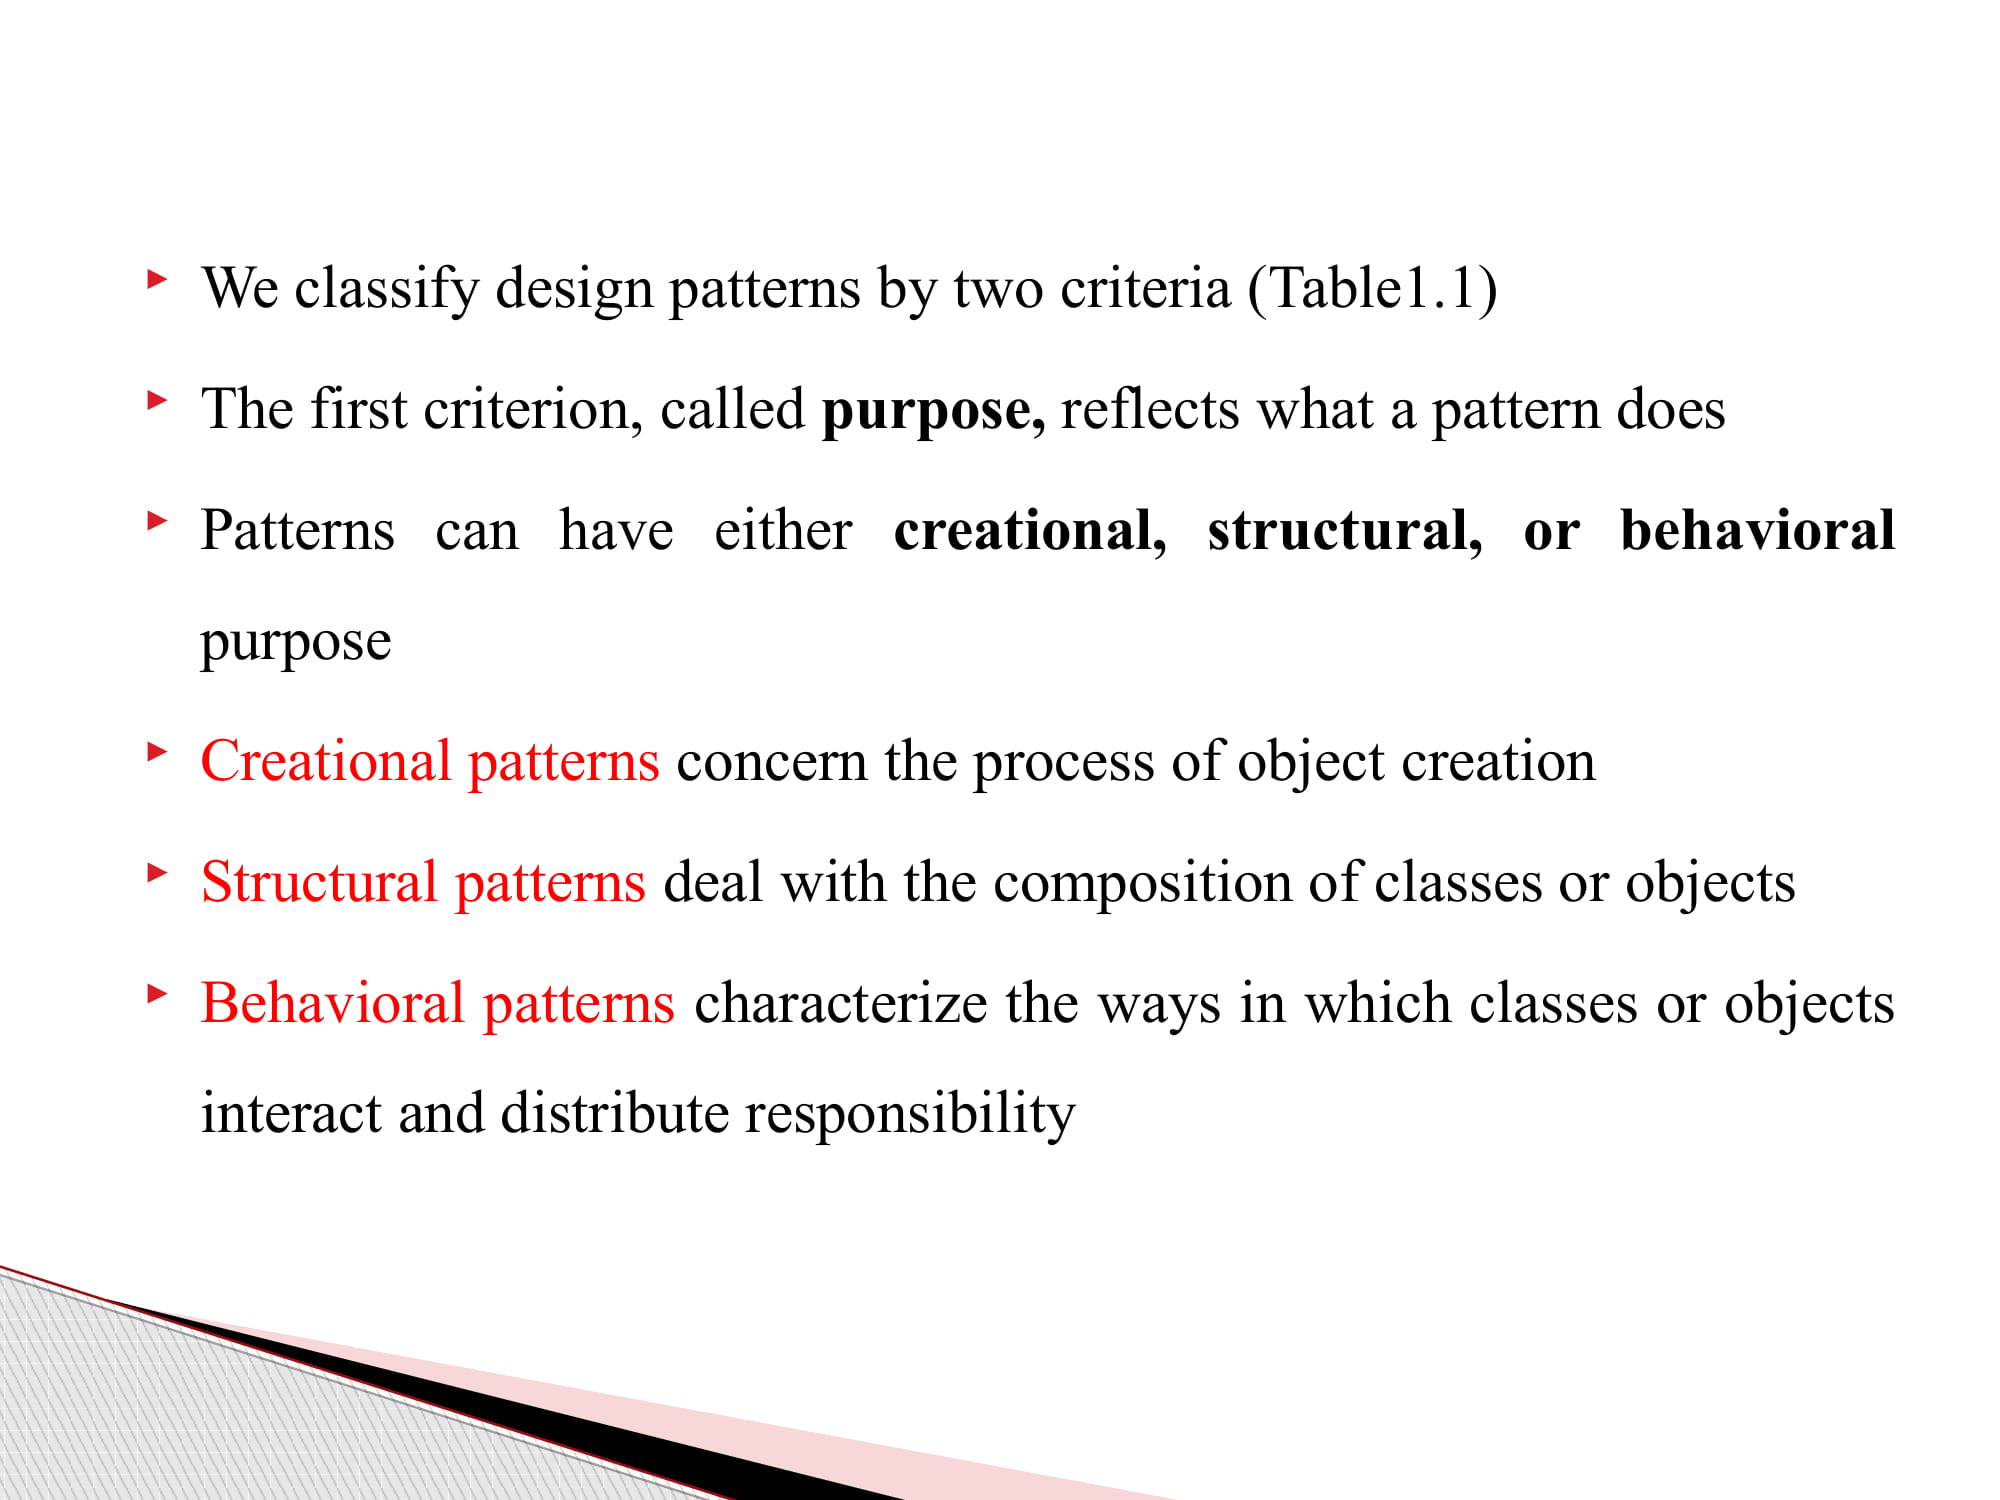 We classify design patterns by two criteria (Table1.1)
The first criterion, called purpose, reflects what a pattern does
Patterns can have either creational, structural, or behavioral
purpose
Creational patterns concern the process of object creation
Structural patterns deal with the composition of classes or objects
Behavioral patterns characterize the ways in which classes or objects
interact and distribute responsibility